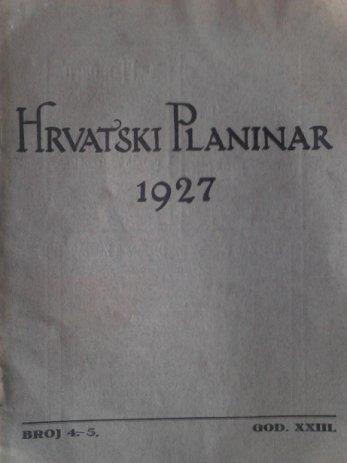 HRVATSKI PLANINAR
1927
BROJ 4.-5.
GOD. XXIII.